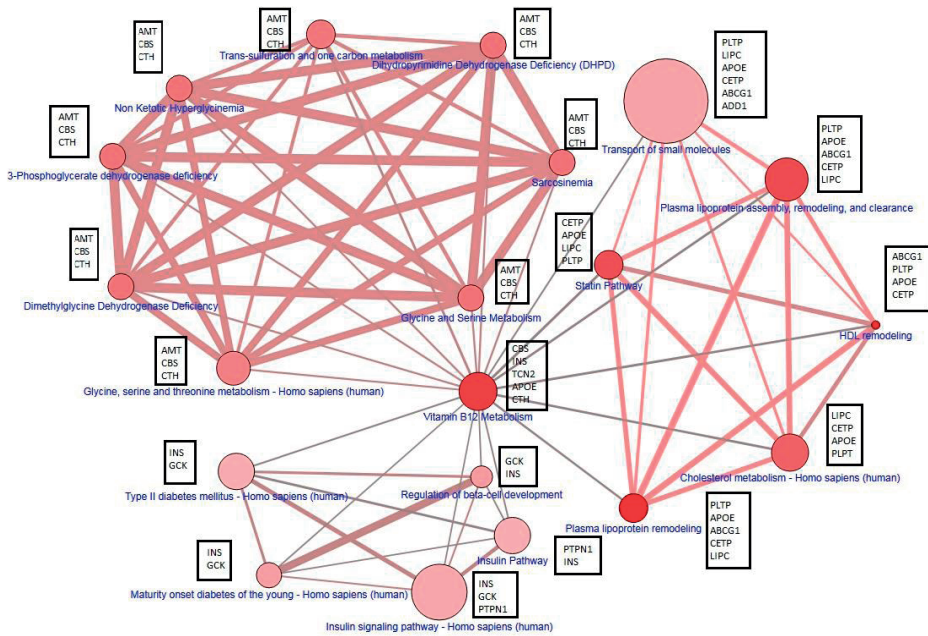 AMT
CBS
CTH
Trans-sulfuration and one carbon metabolism
AMT
CBS
CTH
Non Ketotic Hyperglycinemia
AMT
CBS
CTH
Dihydropyrimidine Dehydrogenase Deficiency (DHPD)
PLTP
LIPC
APOE
CETP
ABCG1
ADD1
Transport of small molecules
AMT
CBS
CTH
3-Phosphoglycerate dehydrogenase deficiency
AMT
CBS
CTH
Sarcosinemia
PLTP
APOE
ABCG1
CETP
LIPC
Plasma lipoprotein assembly, remodeling, and clearance
AMT
CBS
CTH
Dimethylglycine Dehydrogenase Deficiency
AMT
CBS
CTH
Glycine and Serine Metabolism
CETP
APOE
LIPC
PLTP
Statin Pathway
ABCG1
PLTP
APOE
CETP
HDL remodeling
AMT
CBS
CTH
Glycine, serine and threonine metabolism - Homo sapiens (human)
CBS
INS
TCN2
APOE
CTH
Vitamin B12 Metabolism
LIPC
CETP
APOE
PLPT
Cholesterol metabolism - Homo sapiens (human)
INS
GCK
Type II diabetes mellitus - Homo sapiens (human)
GCK
INS
Regulation of beta-cell development
PLTP
APOE
ABCG1
CETP
LIPC
Plasma lipoprotein remodeling
INS
GCK
Maturity onset diabetes of the young - Homo sapiens (human)
PTPN1
INS
Insulin Pathway
INS
GCK
PTPN1
Insulin signaling pathway - Homo sapiens (human)